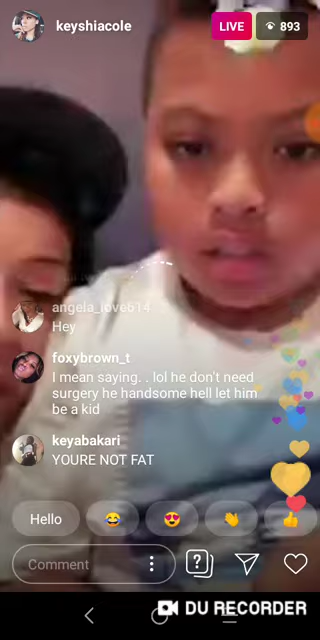 keyshiacole
LIVE
893
angela_love614
Hey
foxybrown_t
I mean saying. . lol he don't need
surgery he handsome hell let him
be a kid
keyabakari
YOURE NOT FAT
Hello
Comment
DU RECORDER